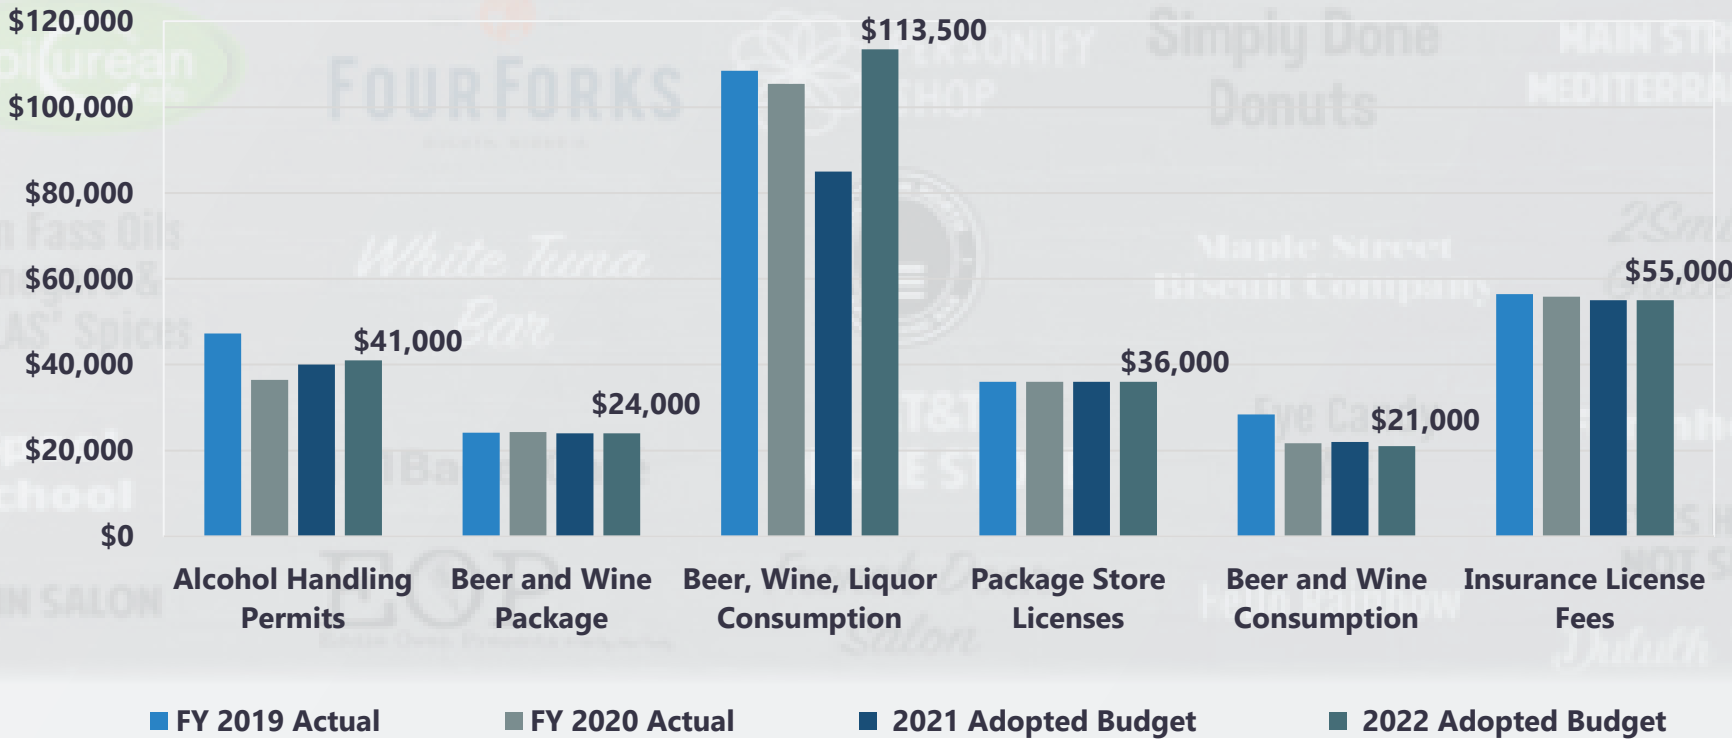 $120,000
$113,500
$100,000
$80,000
$60,000
$55,000
$40,000
$41,000
$36,000
$24,000
$21,000
$20,000
$0
Alcohol Handling
Permits
Beer and Wine
Package
Beer, Wine, Liquor
Consumption
Package Store
Licenses
Beer and Wine
Consumption
Insurance License
Fees
FY 2019 Actual
FY 2020 Actual
2021 Adopted Budget
2022 Adopted Budget
FOUR FORKS
Simply Done
Donuts
White Tuna
Bar
Maple Street
Biscuit Company
SALON
Salon
Duluth